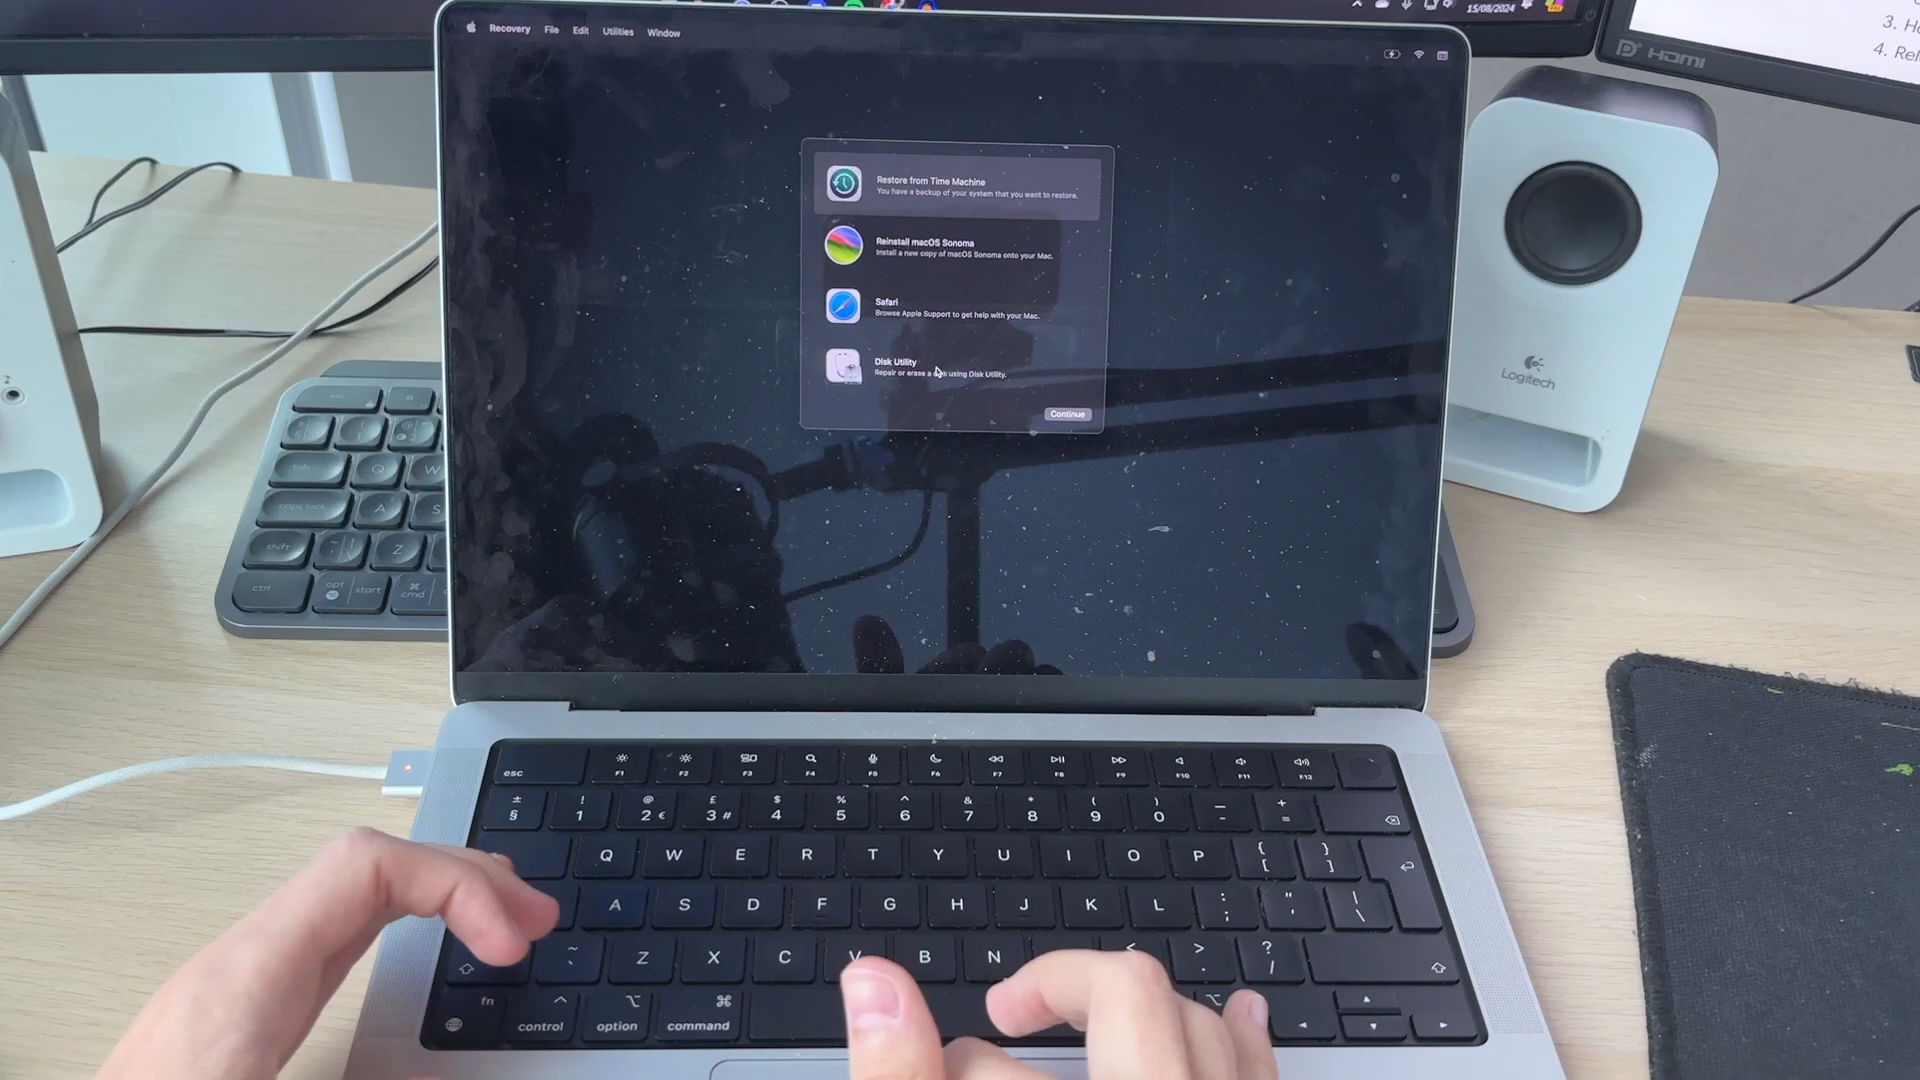 15/08/2024
3. H
4. Rel
HDMI
Recovery File Edit Utilities Window
Restore from Time Machine
You have a backup of your system that you want to restore.
Reinstall macOS Sonoma
Install a new copy of macOS Sonoma onto your Mac.
Safari
Browse Apple Support to get help with your Mac.
Disk Utility
Repair or erase a disk using Disk Utility.
Continue
Logitech
1
2
tab Q W
caps lock A S
shift Z
ctrl opt start cmd
esc F1 F2 F3 F4 F5 F6 F7 F8 F9 F10 F11 F12
± ! @ £ $ % ^ & * ( ) _ +
§ 1 2 € 3 # 4 5 6 7 8 9 0 - =
Q W E R T Y U I O P { [ } ]
A S D F G H J K L : ; " ' | \
~ ` Z X C V B N < > . ? /
fn ^ ⌥ ⌘ ⌥
control option command